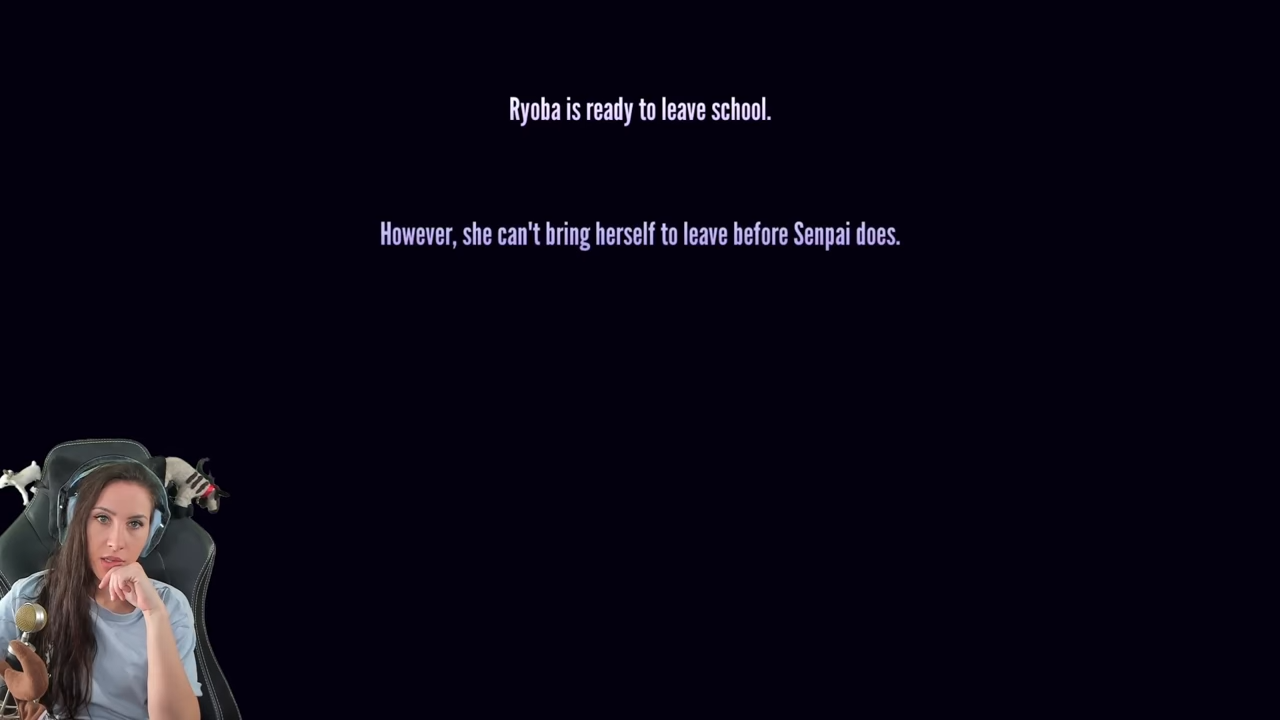 Ryoba is ready to leave school.
However, she can't bring herself to leave before Senpai does.